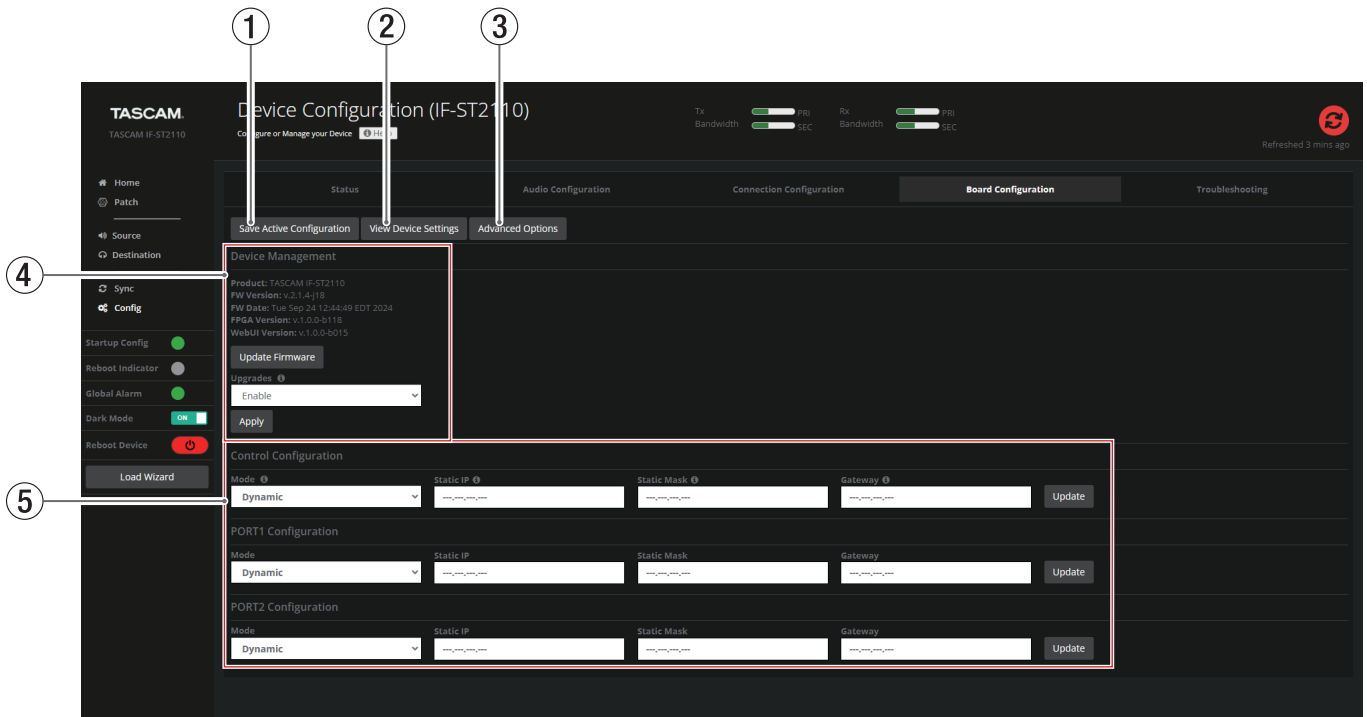 1 2 3
TASCAM.
TASCAM IF-ST2110
Device Configuration (IF-ST2110)
Configure or Manage your Device Help
Tx Bandwidth PRI SEC
Rx Bandwidth PRI SEC
Refreshed 3 mins ago
Home
Patch
Source
Destination
Sync
Config
Startup Config
Reboot Indicator
Global Alarm
Dark Mode ON
Reboot Device
Load Wizard
Status Audio Configuration Connection Configuration Board Configuration Troubleshooting
Save Active Configuration View Device Settings Advanced Options
4
Device Management
Product: TASCAM IF-ST2110
FW Version: v.2.1.4-j18
FW Date: Tue Sep 24 12:44:49 EDT 2024
FPGA Version: v.1.0.0-b118
WebUI Version: v.1.0.0-b015
Update Firmware
Upgrades
Enable
Apply
5
Control Configuration
Mode Static IP Static Mask Gateway
Dynamic ---.---.---.--- ---.---.---.--- ---.---.---.--- Update
PORT1 Configuration
Mode Static IP Static Mask Gateway
Dynamic ---.---.---.--- ---.---.---.--- ---.---.---.--- Update
PORT2 Configuration
Mode Static IP Static Mask Gateway
Dynamic ---.---.---.--- ---.---.---.--- ---.---.---.--- Update